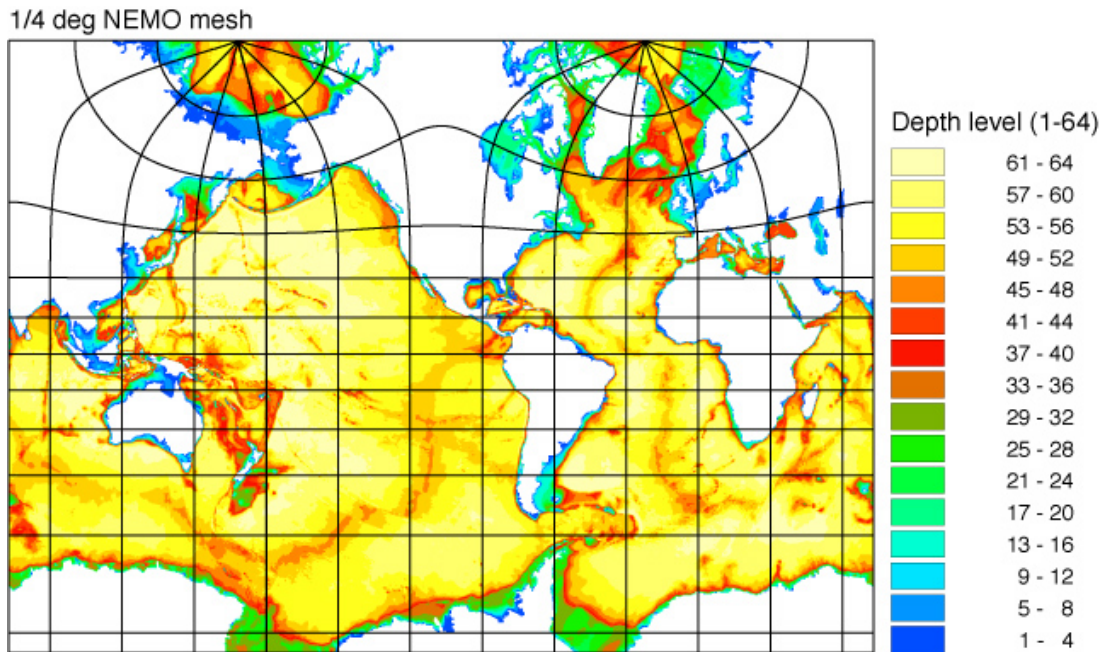 1/4 deg NEMO mesh
Depth level (1-64)
61 - 64
57 - 60
53 - 56
49 - 52
45 - 48
41 - 44
37 - 40
33 - 36
29 - 32
25 - 28
21 - 24
17 - 20
13 - 16
9 - 12
5 - 8
1 - 4